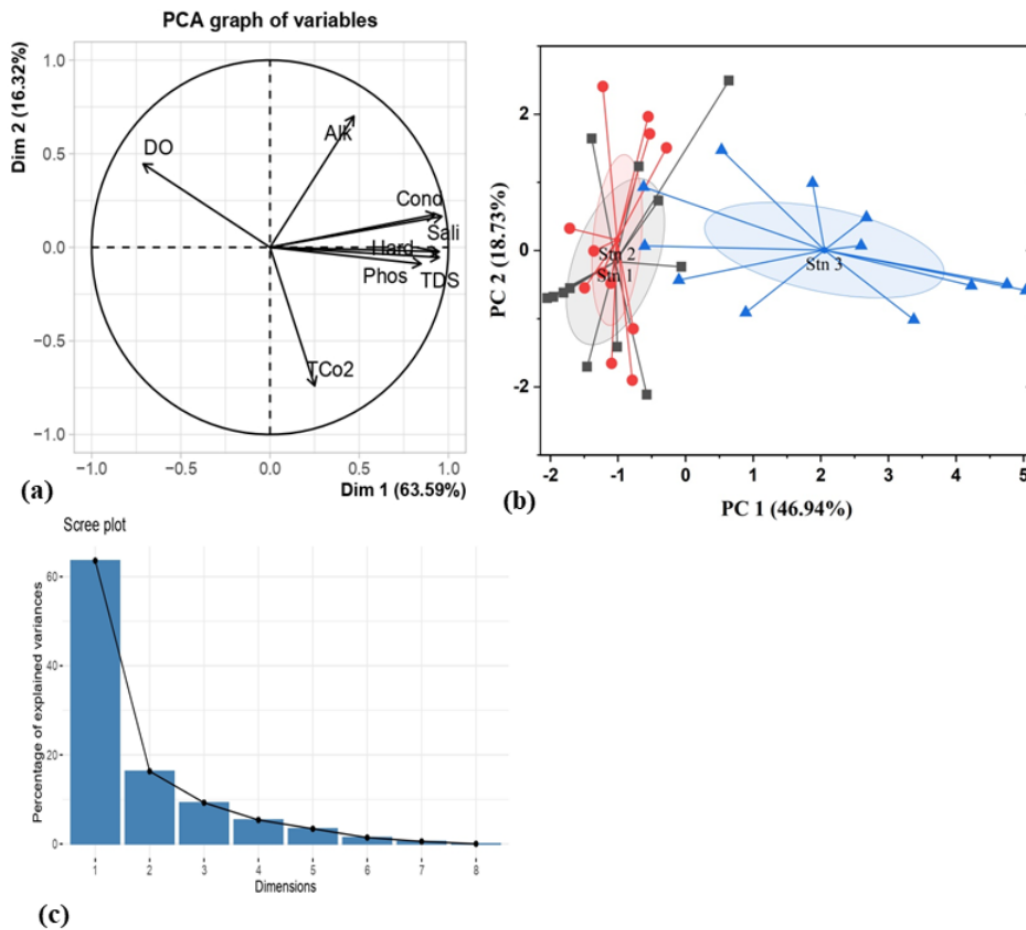 PCA graph of variables
Dim 2 (16.32%)
1.0
0.5
0.0
−0.5
−1.0
DO
Alk
Cond
Sali
Hard
Phos
TDS
TCo2
−1.0
−0.5
0.0
0.5
1.0
Dim 1 (63.59%)
(a)
PC 2 (18.73%)
2
0
-2
Stn 2
Stn 1
Stn 3
-2
-1
0
1
2
3
4
5
PC 1 (46.94%)
(b)
Scree plot
Percentage of explained variances
60
40
20
0
1
2
3
4
5
6
7
8
Dimensions
(c)